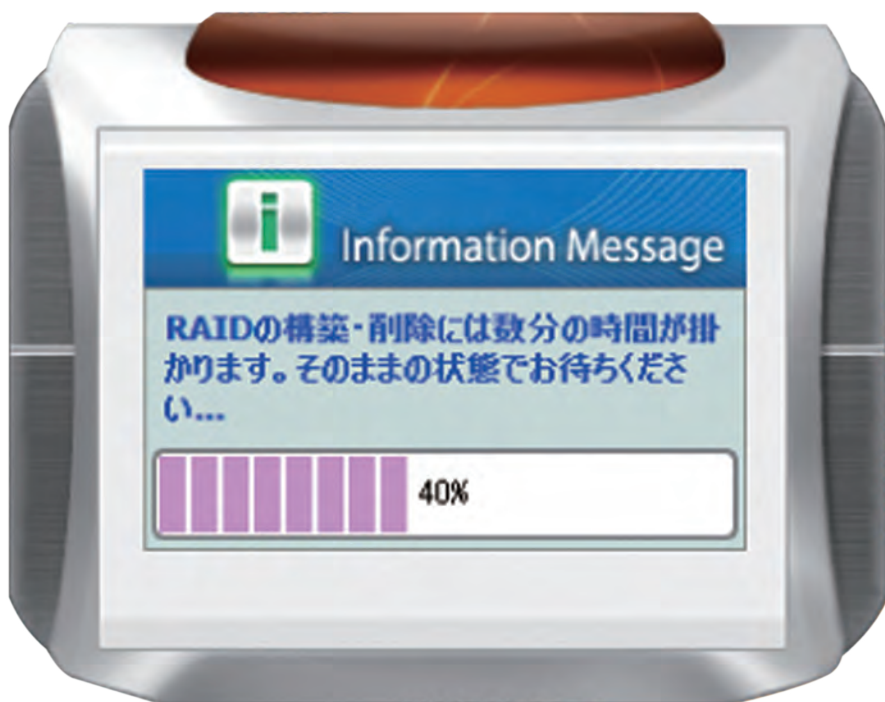 Information Message
RAIDの構築・削除には数分の時間が掛
かります。そのままの状態でお待ちくださ
い...
40%